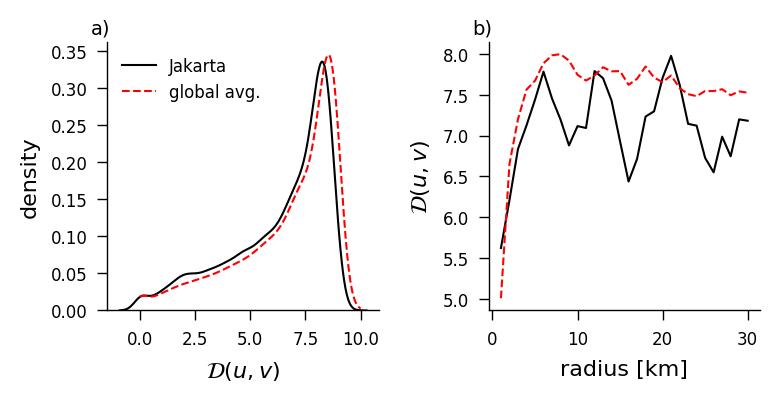 a)
Jakarta
global avg.
0.35
0.30
0.25
0.20
0.15
0.10
0.05
0.00
density
0.0 2.5 5.0 7.5 10.0
𝒟(u, v)
b)
8.0
7.5
7.0
6.5
6.0
5.5
5.0
𝒟(u, v)
0 10 20 30
radius [km]